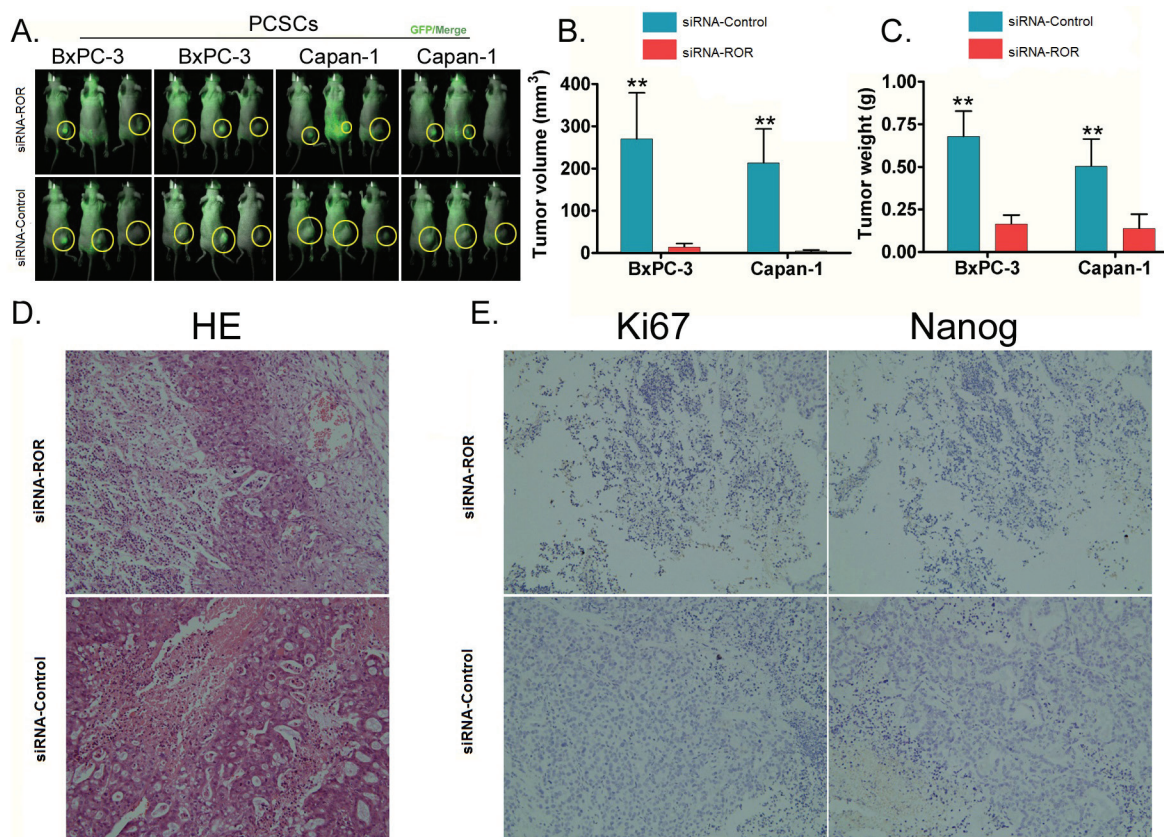 A.
PCSCs
GFP/Merge
BxPC-3
BxPC-3
Capan-1
Capan-1
siRNA-ROR
siRNA-Control
B.
siRNA-Control
siRNA-ROR
Tumor volume (mm³)
400
300
200
100
0
**
**
BxPC-3
Capan-1
C.
siRNA-Control
siRNA-ROR
Tumor weight (g)
1.00
0.75
0.50
0.25
0.00
**
**
BxPC-3
Capan-1
D.
HE
siRNA-ROR
siRNA-Control
E.
Ki67
Nanog
siRNA-ROR
siRNA-Control